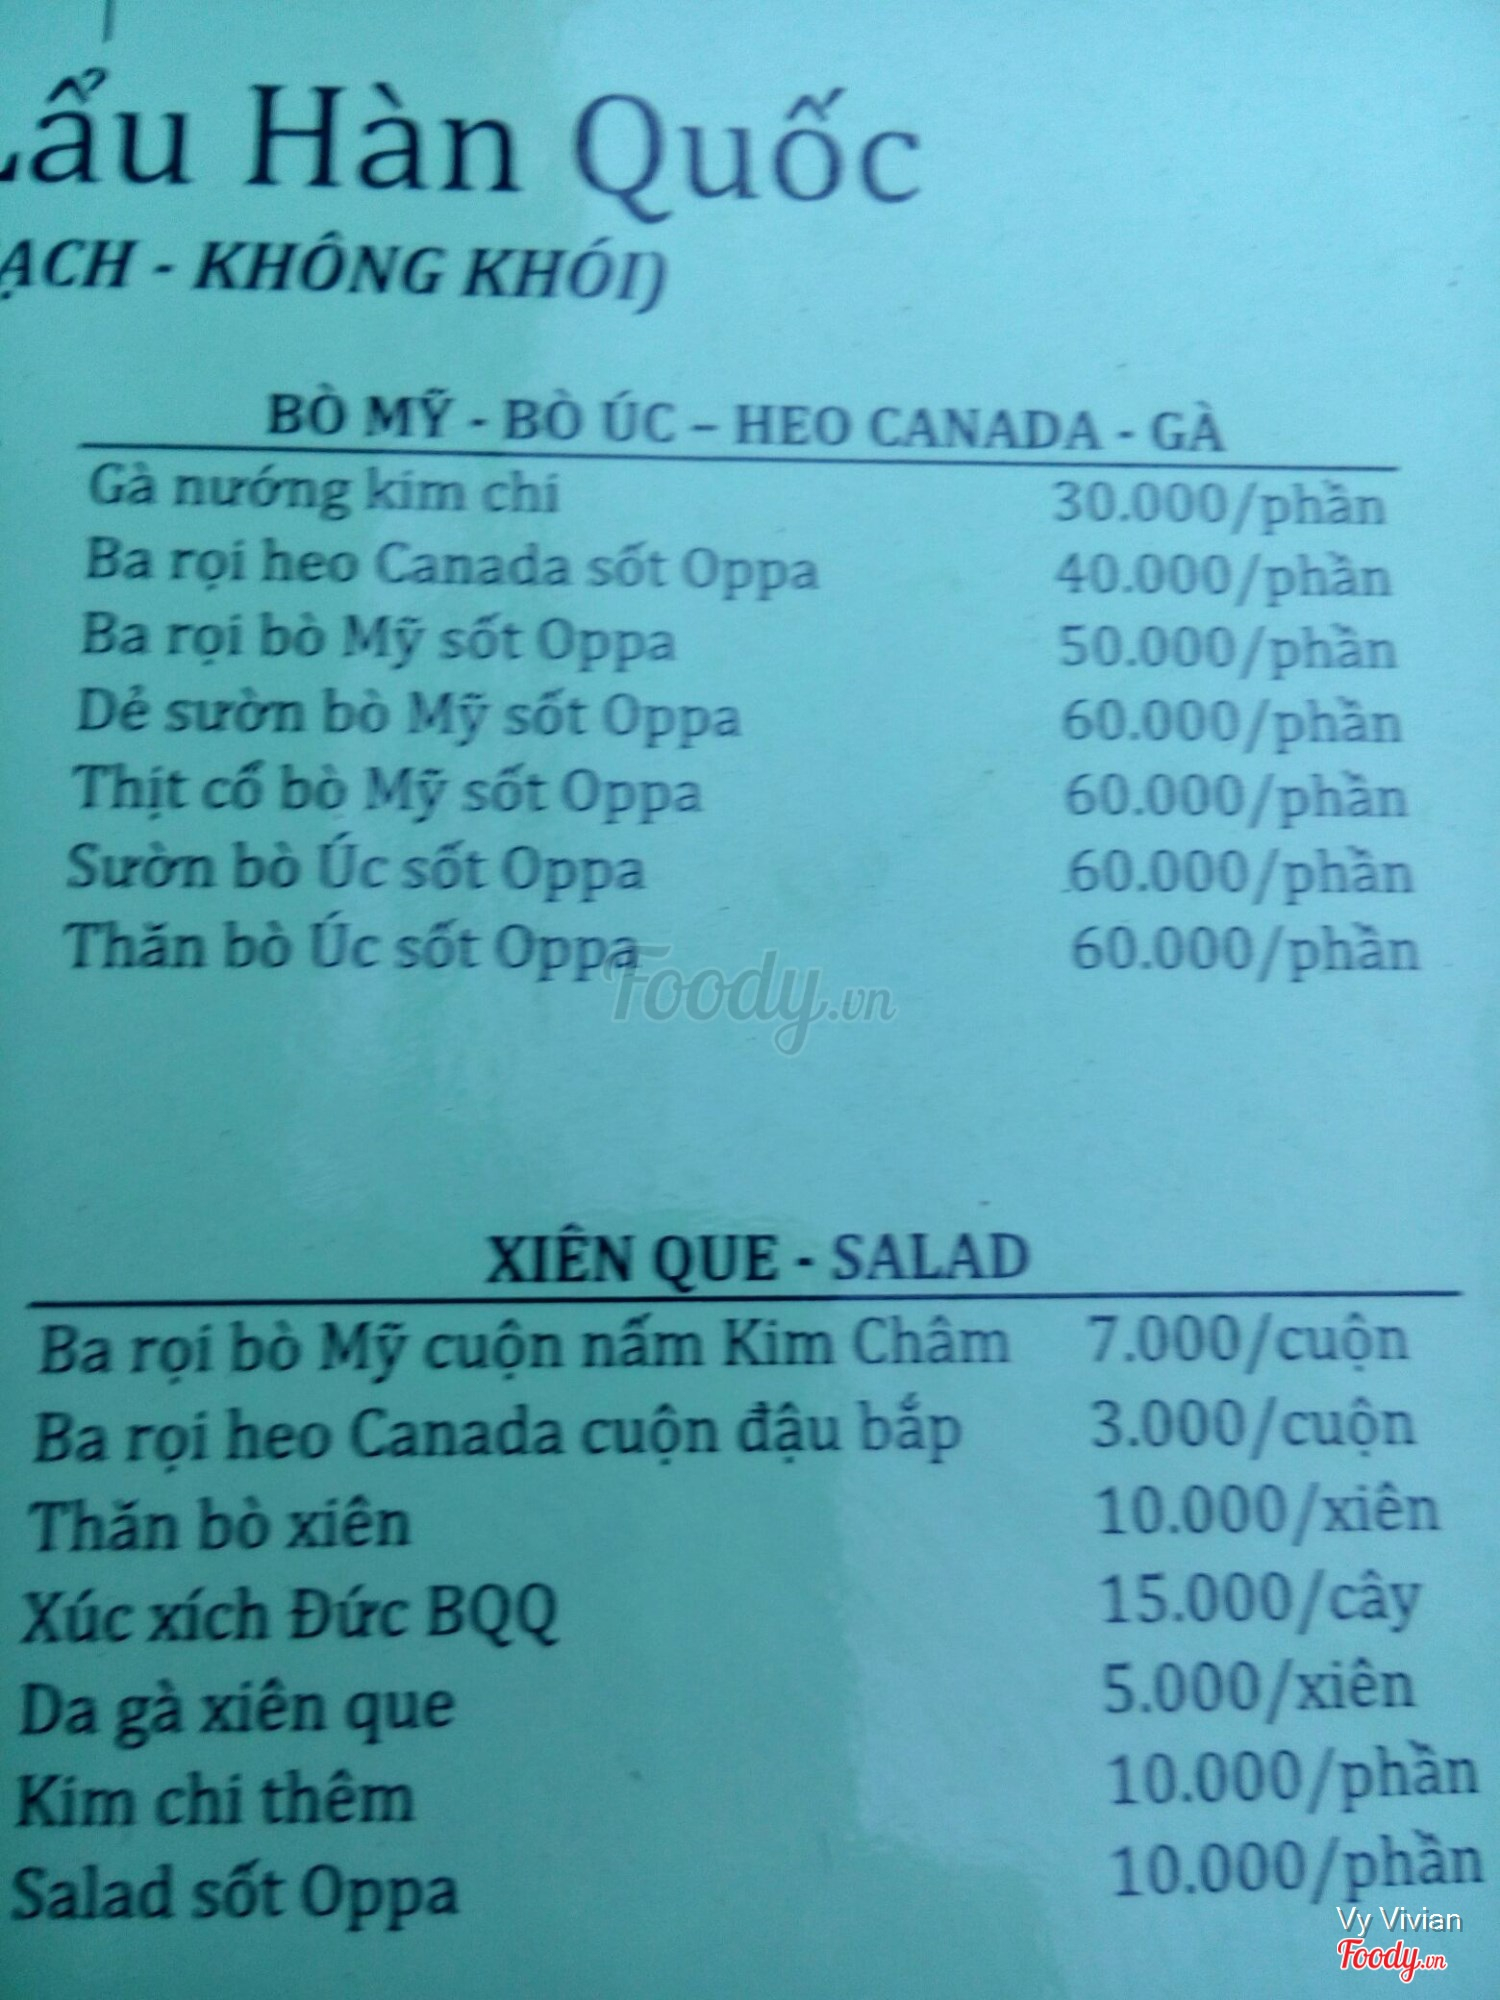 Lẩu Hàn Quốc
ẠCH - KHÔNG KHÓI)
BÒ MỸ - BÒ ÚC – HEO CANADA - GÀ
Gà nướng kim chi 30.000/phần
Ba rọi heo Canada sốt Oppa 40.000/phần
Ba rọi bò Mỹ sốt Oppa 50.000/phần
Dẻ sườn bò Mỹ sốt Oppa 60.000/phần
Thịt cổ bò Mỹ sốt Oppa 60.000/phần
Sườn bò Úc sốt Oppa 60.000/phần
Thăn bò Úc sốt Oppa 60.000/phần
Foody.vn
XIÊN QUE - SALAD
Ba rọi bò Mỹ cuộn nấm Kim Châm 7.000/cuộn
Ba rọi heo Canada cuộn đậu bắp 3.000/cuộn
Thăn bò xiên 10.000/xiên
Xúc xích Đức BQQ 15.000/cây
Da gà xiên que 5.000/xiên
Kim chi thêm 10.000/phần
Salad sốt Oppa 10.000/phần
Vy Vivian
Foody.vn